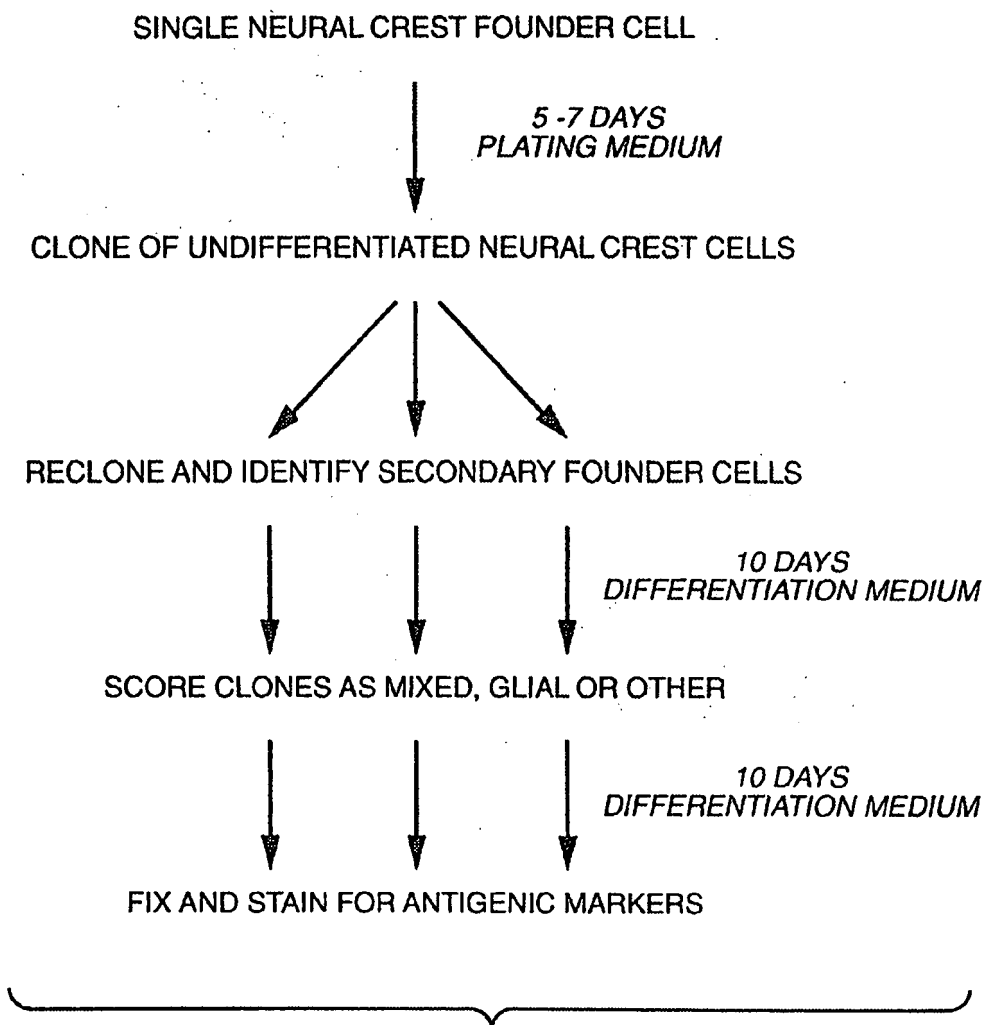 SINGLE NEURAL CREST FOUNDER CELL
5 -7 DAYS
PLATING MEDIUM
CLONE OF UNDIFFERENTIATED NEURAL CREST CELLS
RECLONE AND IDENTIFY SECONDARY FOUNDER CELLS
10 DAYS
DIFFERENTIATION MEDIUM
SCORE CLONES AS MIXED, GLIAL OR OTHER
10 DAYS
DIFFERENTIATION MEDIUM
FIX AND STAIN FOR ANTIGENIC MARKERS